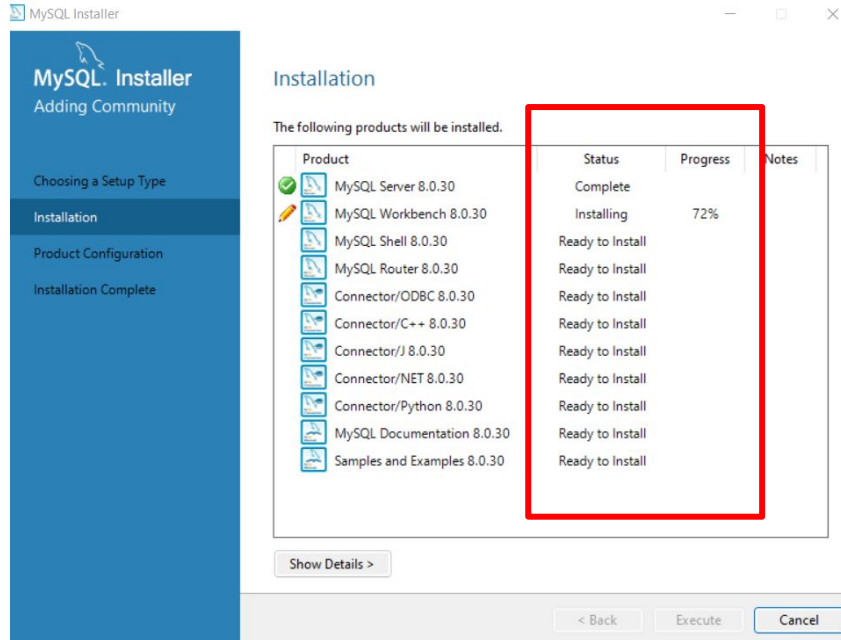 MySQL Installer
MySQL. Installer
Adding Community
Choosing a Setup Type
Installation
Product Configuration
Installation Complete
Installation
The following products will be installed.
Product Status Progress Notes
MySQL Server 8.0.30 Complete
MySQL Workbench 8.0.30 Installing 72%
MySQL Shell 8.0.30 Ready to Install
MySQL Router 8.0.30 Ready to Install
Connector/ODBC 8.0.30 Ready to Install
Connector/C++ 8.0.30 Ready to Install
Connector/J 8.0.30 Ready to Install
Connector/NET 8.0.30 Ready to Install
Connector/Python 8.0.30 Ready to Install
MySQL Documentation 8.0.30 Ready to Install
Samples and Examples 8.0.30 Ready to Install
Show Details >
< Back Execute Cancel